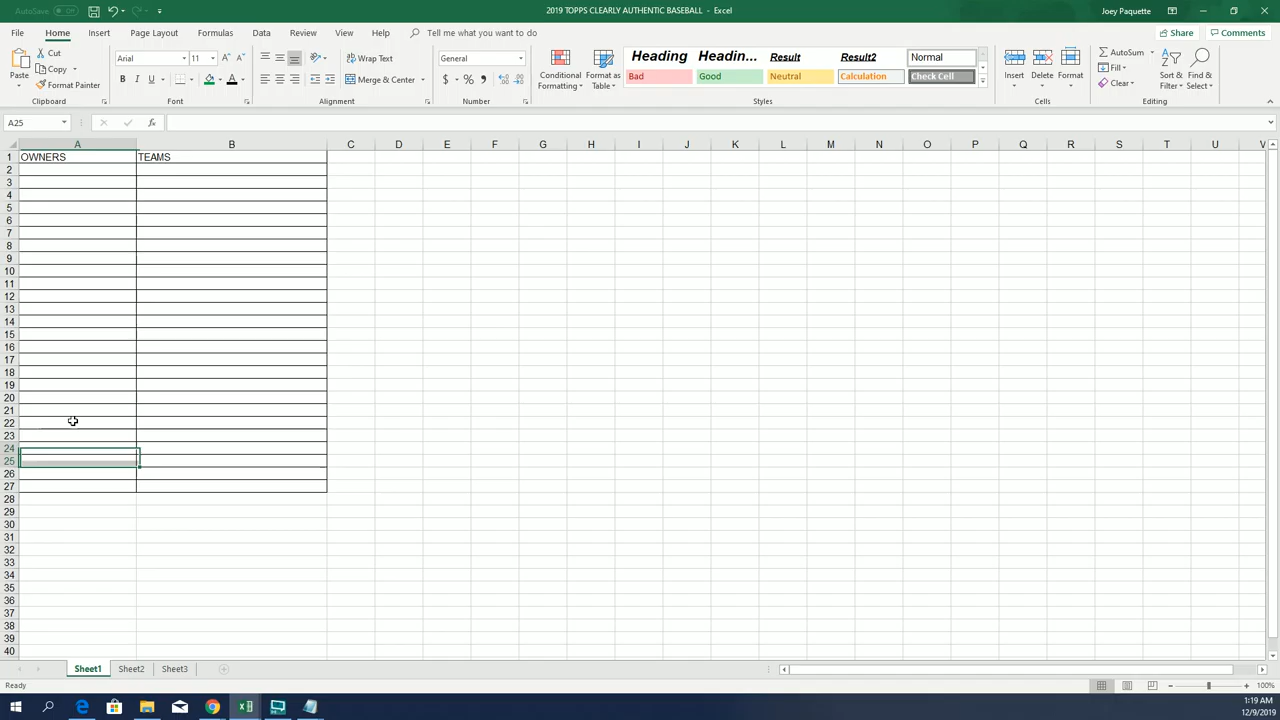 AutoSave Off
2019 TOPPS CLEARLY AUTHENTIC BASEBALL - Excel
Joey Paquette
File Home Insert Page Layout Formulas Data Review View Help Tell me what you want to do
Share Comments
Paste
Cut
Copy
Format Painter
Clipboard
Arial 11
B I U
Font
Wrap Text
Merge & Center
Alignment
General
$ % ,
Number
Conditional Formatting
Format as Table
Heading Headin... Result Result2 Normal
Bad Good Neutral Calculation Check Cell
Styles
Insert Delete Format
Cells
AutoSum
Fill
Clear
Sort & Filter
Find & Select
Editing
A25
fx
A B C D E F G H I J K L M N O P Q R S T U V
1 OWNERS TEAMS
2
3
4
5
6
7
8
9
10
11
12
13
14
15
16
17
18
19
20
21
22
23
24
25
26
27
28
29
30
31
32
33
34
35
36
37
38
39
40
Sheet1 Sheet2 Sheet3
Ready
100%
1:19 AM
12/9/2019